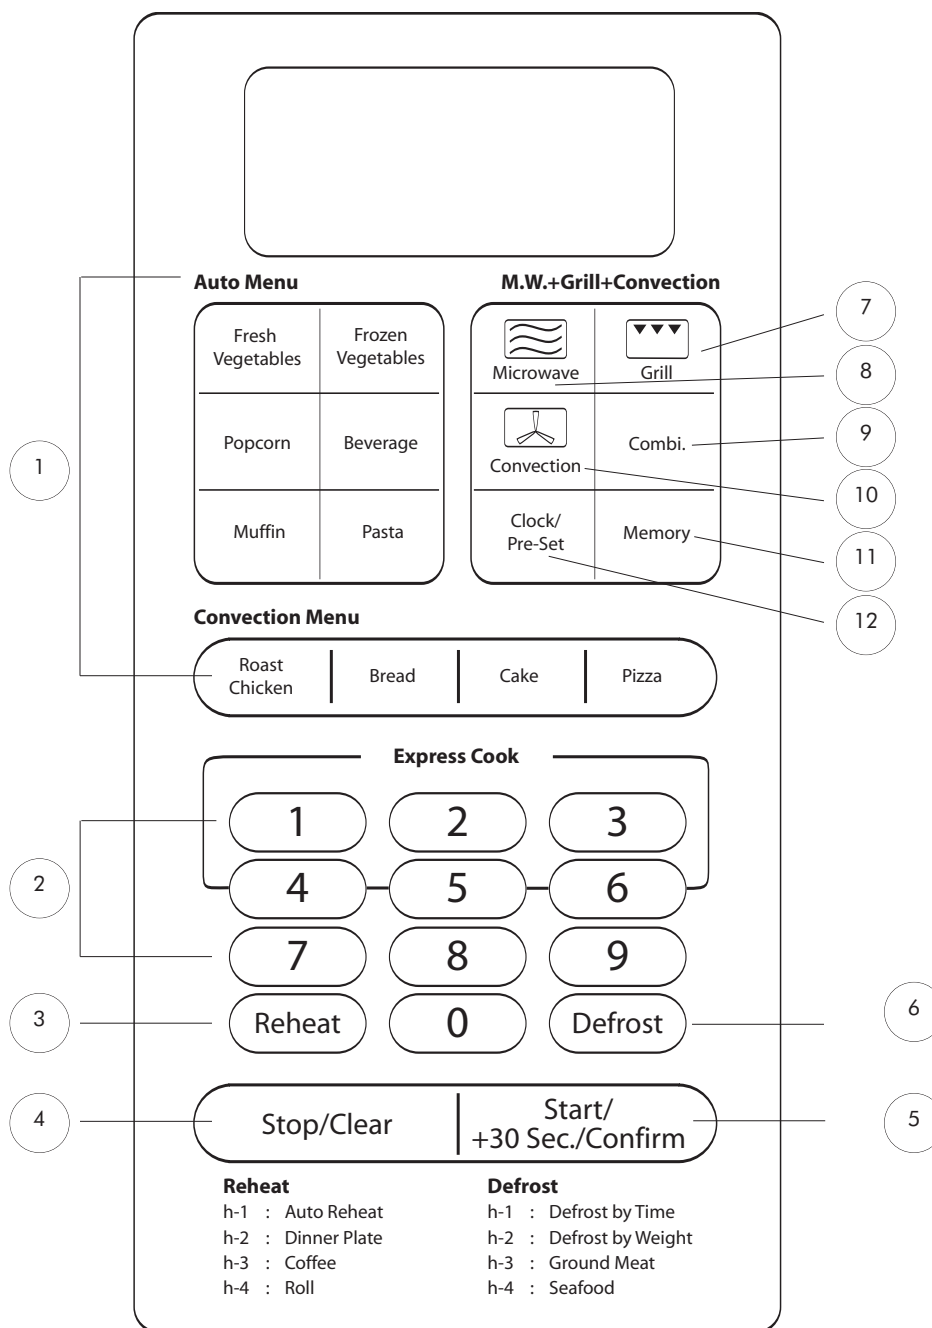 Auto Menu
M.W.+Grill+Convection
Fresh
Vegetables
Frozen
Vegetables
Popcorn
Beverage
Muffin
Pasta
Microwave
Grill
Convection
Combi.
Clock/
Pre-Set
Memory
7
8
9
10
11
12
1
Convection Menu
Roast
Chicken
Bread
Cake
Pizza
Express Cook
1
2
3
4
5
6
7
8
9
Reheat
0
Defrost
2
3
6
4
Stop/Clear
Start/
+30 Sec./Confirm
5
Reheat
h-1 : Auto Reheat
h-2 : Dinner Plate
h-3 : Coffee
h-4 : Roll
Defrost
h-1 : Defrost by Time
h-2 : Defrost by Weight
h-3 : Ground Meat
h-4 : Seafood